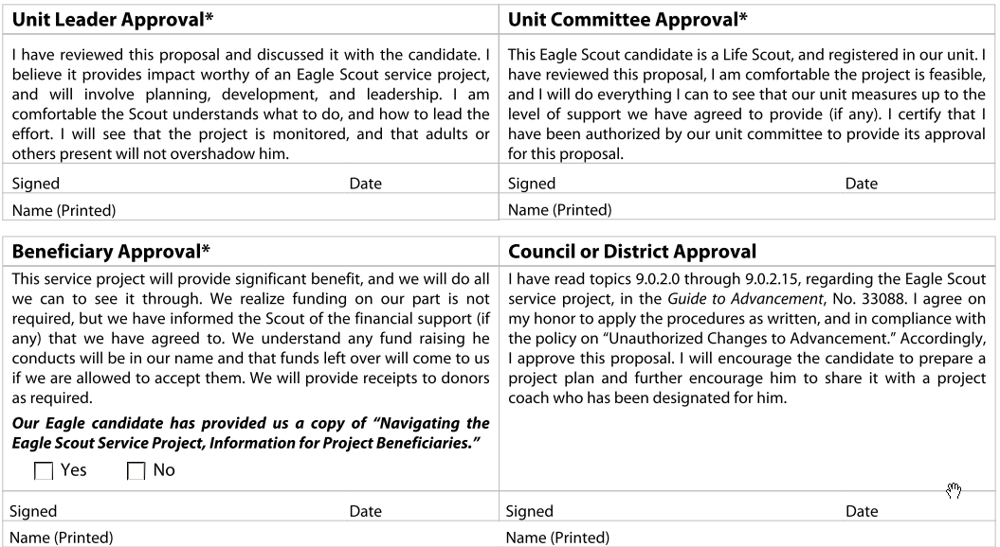 Unit Leader Approval*
I have reviewed this proposal and discussed it with the candidate. I
believe it provides impact worthy of an Eagle Scout service project,
and will involve planning, development, and leadership. I am
comfortable the Scout understands what to do, and how to lead the
effort. I will see that the project is monitored, and that adults or
others present will not overshadow him.
Signed Date
Name (Printed)
Unit Committee Approval*
This Eagle Scout candidate is a Life Scout, and registered in our unit. I
have reviewed this proposal, I am comfortable the project is feasible,
and I will do everything I can to see that our unit measures up to the
level of support we have agreed to provide (if any). I certify that I
have been authorized by our unit committee to provide its approval
for this proposal.
Signed Date
Name (Printed)
Beneficiary Approval*
This service project will provide significant benefit, and we will do all
we can to see it through. We realize funding on our part is not
required, but we have informed the Scout of the financial support (if
any) that we have agreed to. We understand any fund raising he
conducts will be in our name and that funds left over will come to us
if we are allowed to accept them. We will provide receipts to donors
as required.
Our Eagle candidate has provided us a copy of “Navigating the
Eagle Scout Service Project, Information for Project Beneficiaries.”
Yes No
Signed Date
Name (Printed)
Council or District Approval
I have read topics 9.0.2.0 through 9.0.2.15, regarding the Eagle Scout
service project, in the Guide to Advancement, No. 33088. I agree on
my honor to apply the procedures as written, and in compliance with
the policy on “Unauthorized Changes to Advancement.” Accordingly,
I approve this proposal. I will encourage the candidate to prepare a
project plan and further encourage him to share it with a project
coach who has been designated for him.
Signed Date
Name (Printed)